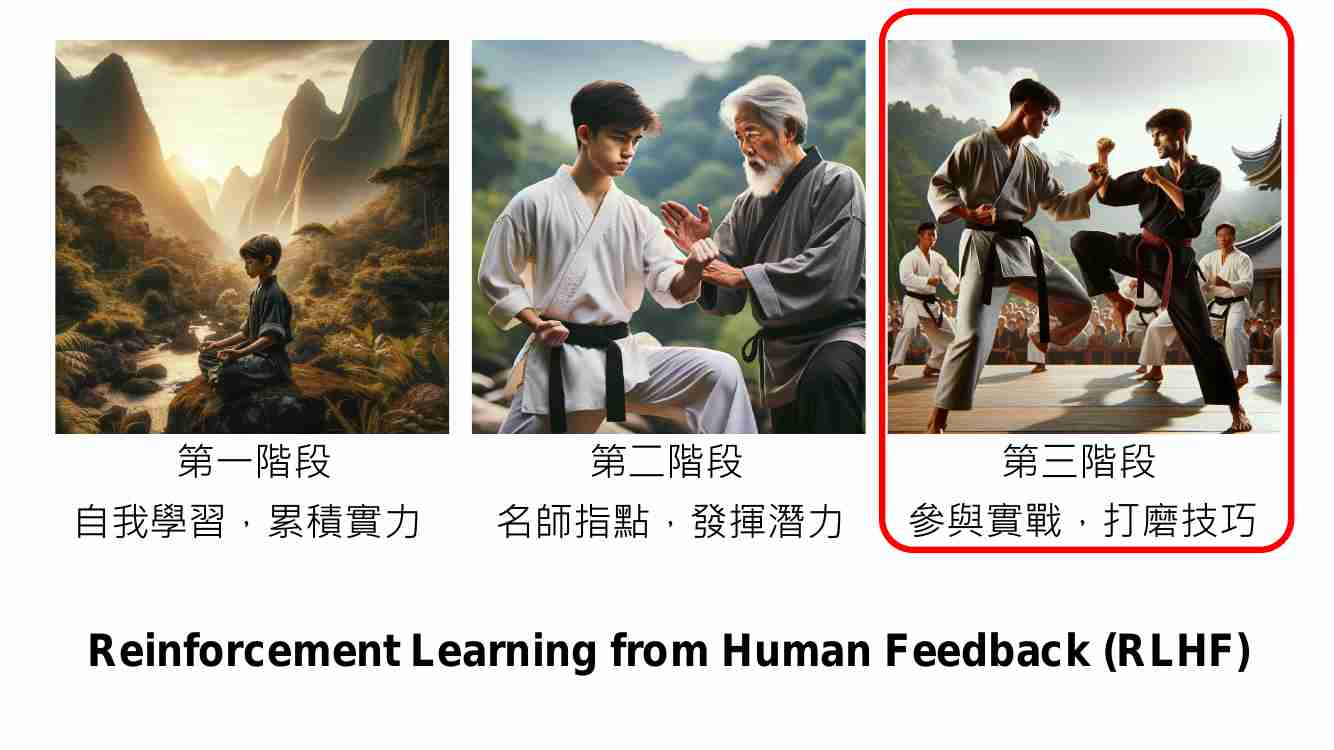 第一階段
自我學習，累積實力
第二階段
名師指點，發揮潛力
第三階段
參與實戰，打磨技巧
Reinforcement Learning from Human Feedback (RLHF)